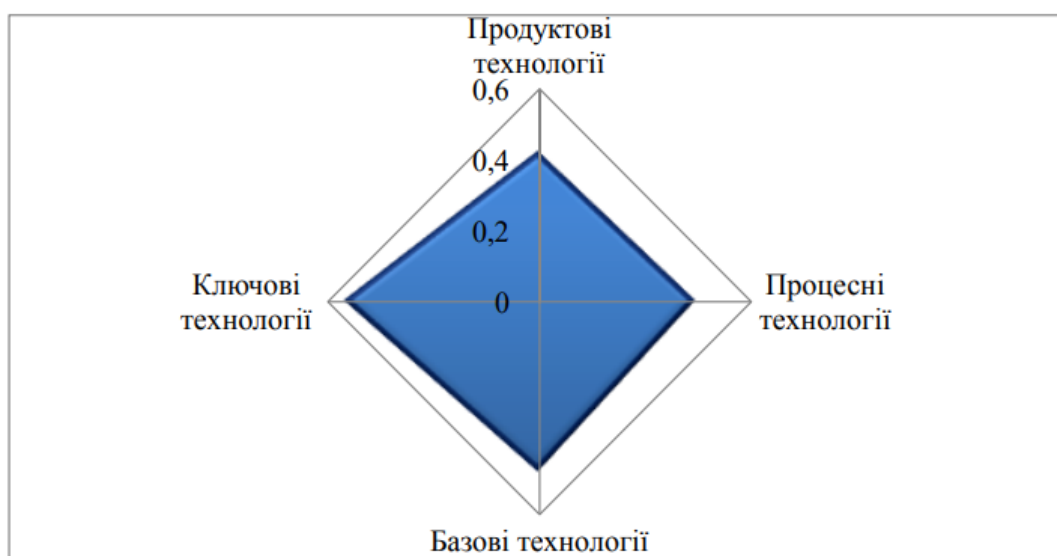 Продуктові
технології
0,6
0,4
0,2
0
Ключові
технології
Процесні
технології
Базові технології